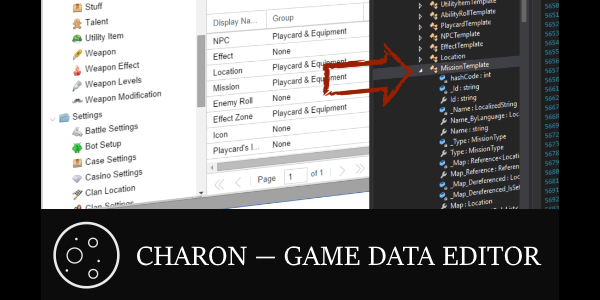 Stuff
Talent
Utility Item
Weapon
Weapon Effect
Weapon Levels
Weapon Modification
Settings
Battle Settings
Bot Setup
Case Settings
Casino Settings
Clan Location
Clan Settings
Display Na... Group
NPC Playcard & Equipment
Effect None
Location Playcard & Equipment
Mission Playcard & Equipment
Enemy Roll None
Effect Zone Playcard & Equipment
Icon None
Playcard's I... None
Page 1 of 1
UtilityItemTemplate
AbilityRollTemplate
PlaycardTemplate
NPCTemplate
EffectTemplate
Location
MissionTemplate
hashCode : int
_Id : string
Id : string
_Name : LocalizedString
Name_ByLanguage : Loc
Name : string
_Type : MissionType
Type : MissionType
_Map : Reference<Locati
Map_Reference : Referen
_Map_Dereferenced : Loc
_Map_Dereferenced_IsSe
Map : Location
CHARON — GAME DATA EDITOR